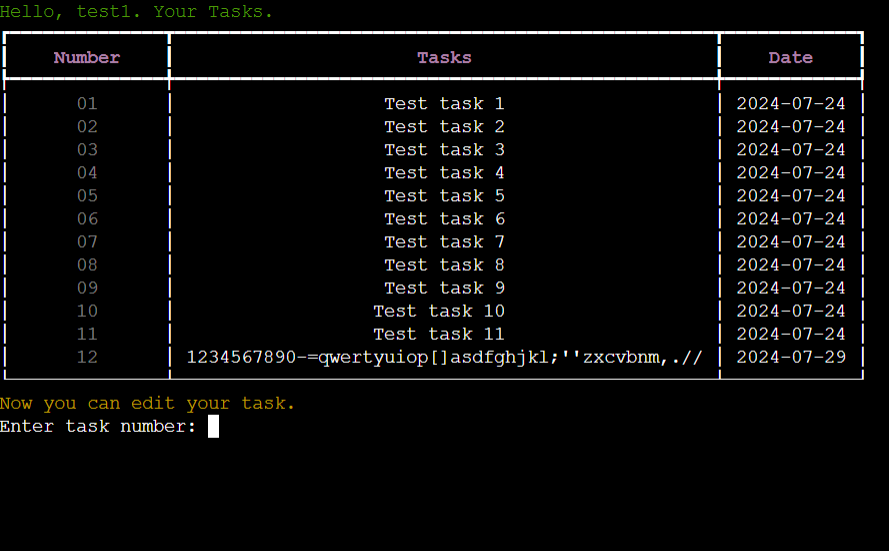 Hello, test1. Your Tasks.
Number Tasks Date
01 Test task 1 2024-07-24
02 Test task 2 2024-07-24
03 Test task 3 2024-07-24
04 Test task 4 2024-07-24
05 Test task 5 2024-07-24
06 Test task 6 2024-07-24
07 Test task 7 2024-07-24
08 Test task 8 2024-07-24
09 Test task 9 2024-07-24
10 Test task 10 2024-07-24
11 Test task 11 2024-07-24
12 1234567890-=qwertyuiop[]asdfghjkl;''zxcvbnm,.// 2024-07-29
Now you can edit your task.
Enter task number: